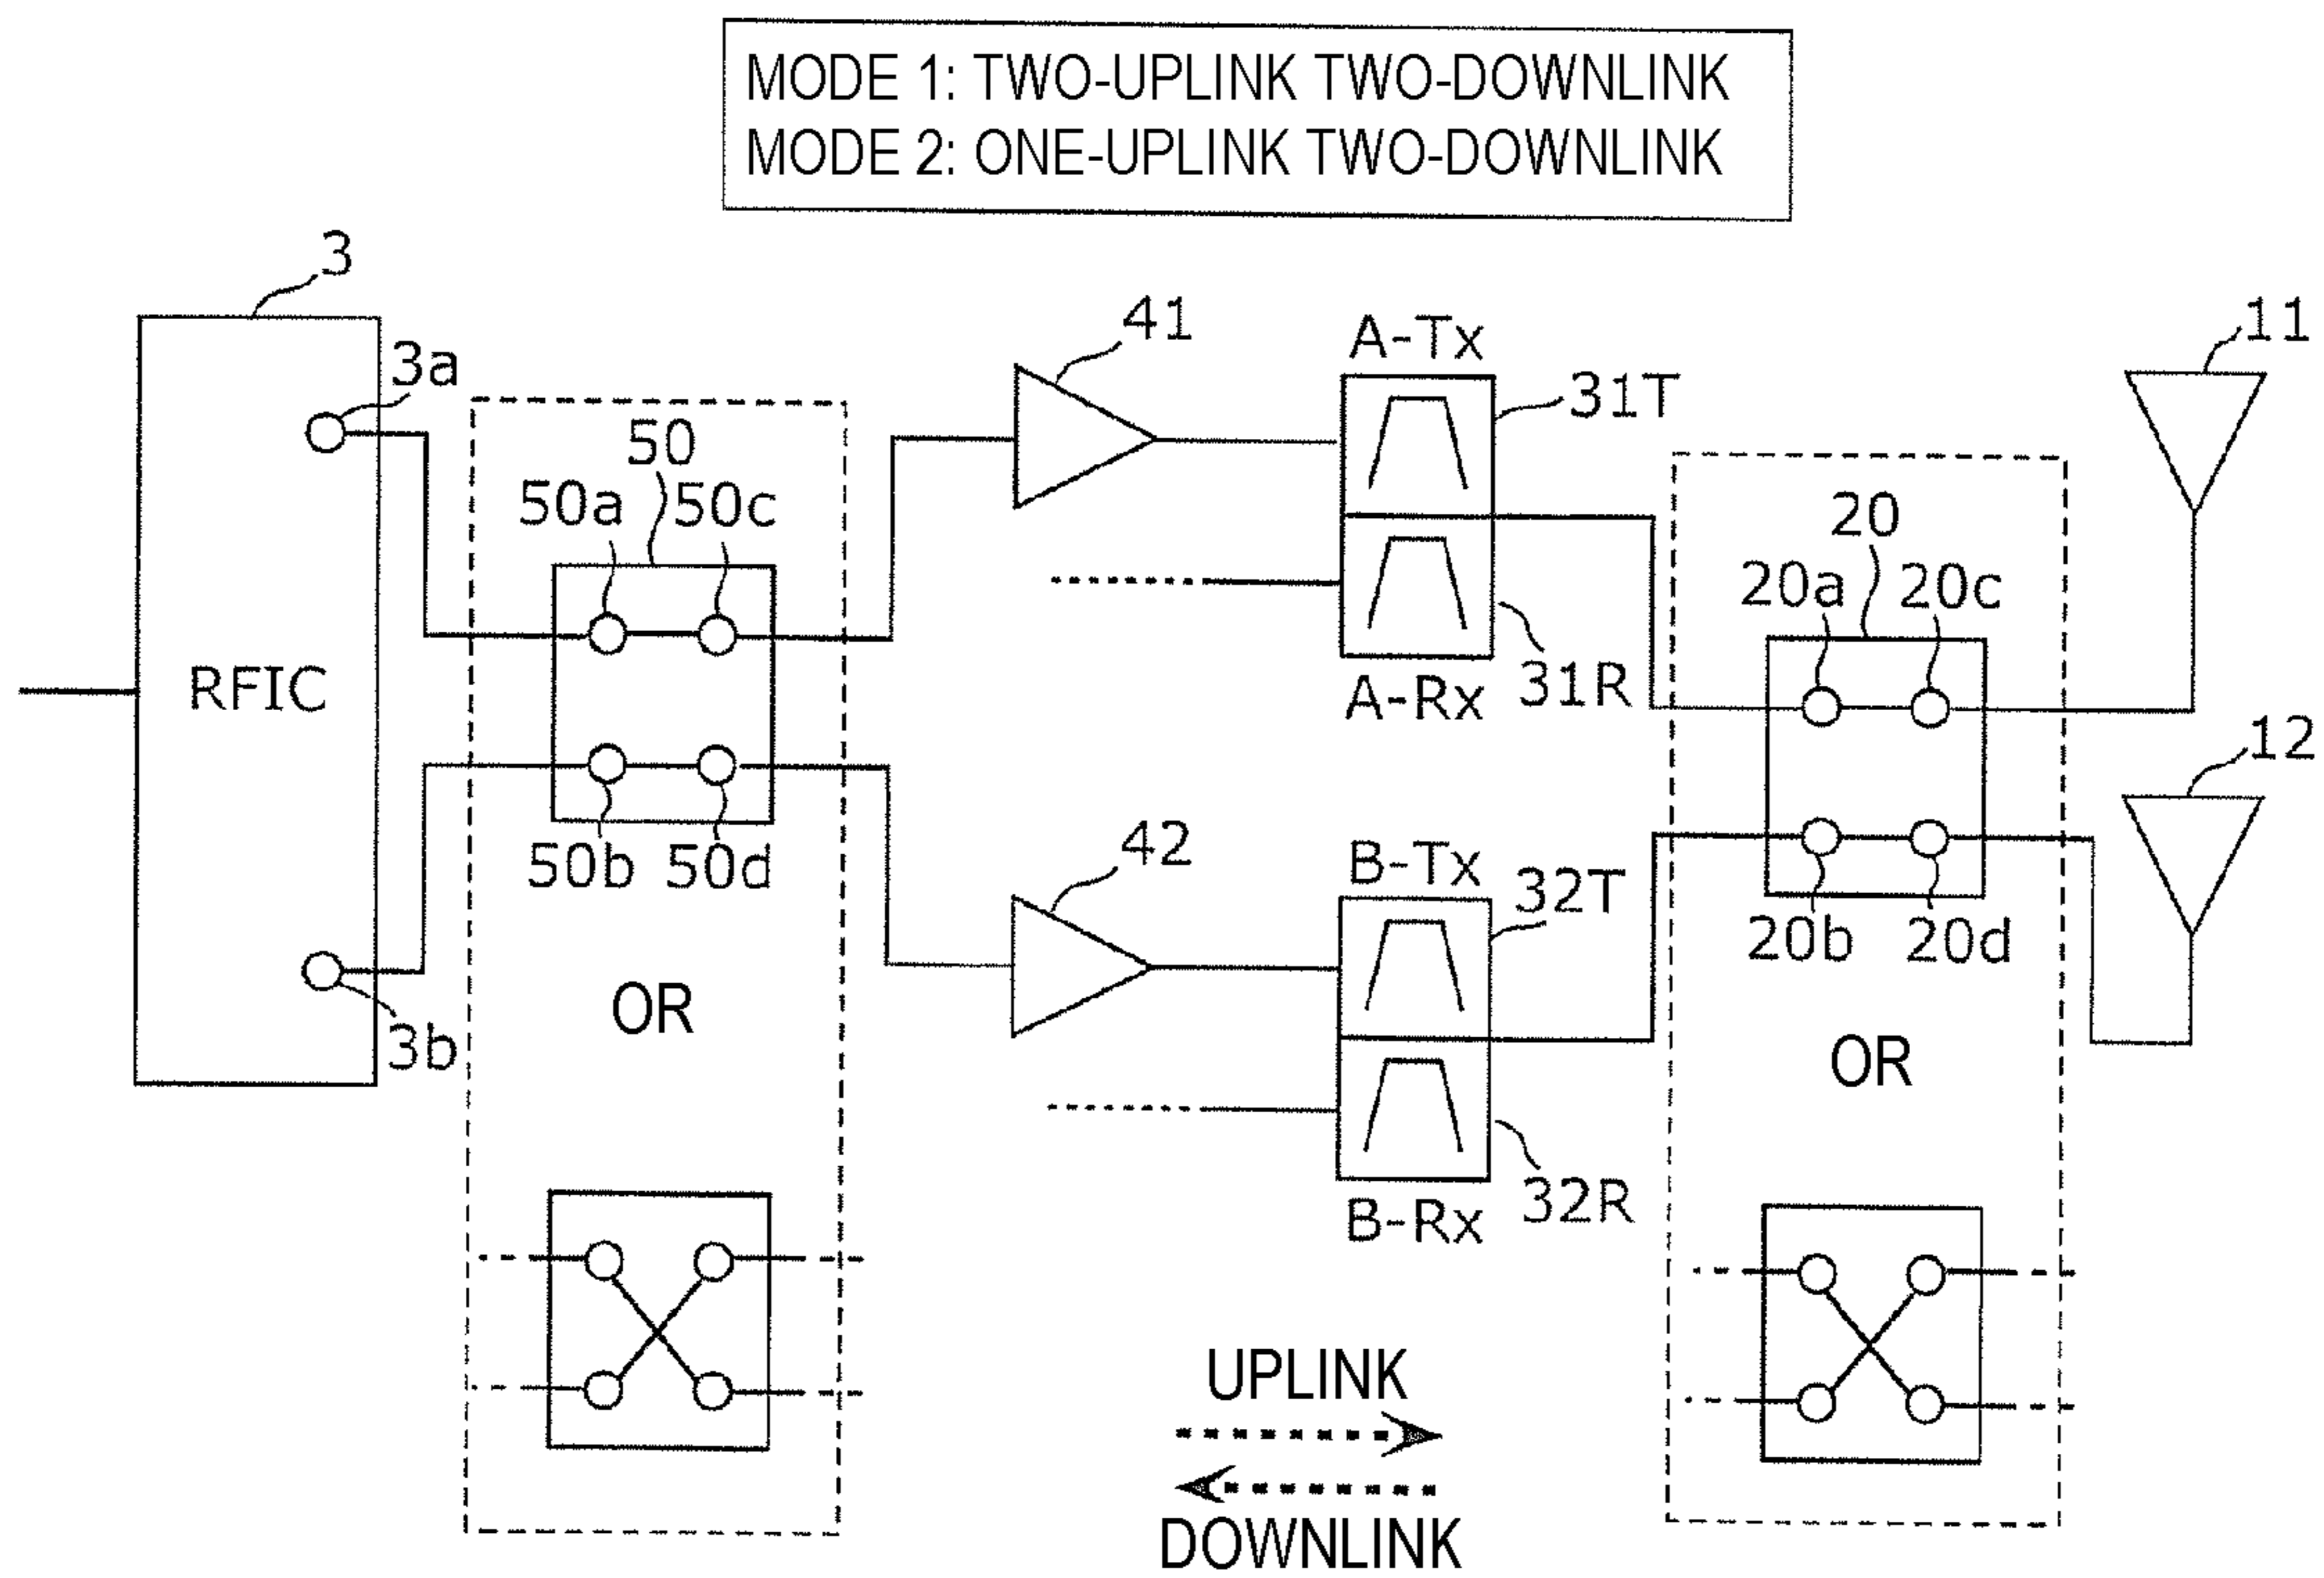 MODE 1: TWO-UPLINK TWO-DOWNLINK
MODE 2: ONE-UPLINK TWO-DOWNLINK
3
3a
RFIC
3b
50
50a
50c
50b
50d
OR
41
A-Tx
31T
31R
A-Rx
42
B-Tx
32T
32R
B-Rx
20
20a
20c
20b
20d
OR
11
12
UPLINK
DOWNLINK